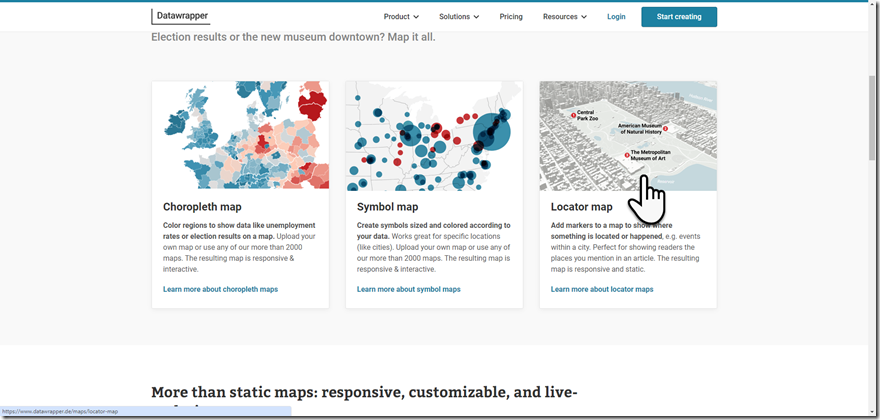 Datawrapper
Product
Solutions
Pricing
Resources
Login
Start creating
Election results or the new museum downtown? Map it all.
Central
Park Zoo
American Museum
of Natural History
The Metropolitan
Museum of Art
Choropleth map
Color regions to show data like unemployment
rates or election results on a map. Upload your
own map or use any of our more than 2000
maps. The resulting map is responsive &
interactive.
Learn more about choropleth maps
Symbol map
Create symbols sized and colored according to
your data. Works great for specific locations
(like cities). Upload your own map or use any of
our more than 2000 maps. The resulting map is
responsive & interactive.
Learn more about symbol maps
Locator map
Add markers to a map to show where
something is located or happened, e.g. events
within a city. Perfect for showing readers the
places you mention in an article. The resulting
map is responsive and static.
Learn more about locator maps
More than static maps: responsive, customizable, and live-
https://www.datawrapper.de/maps/locator-map